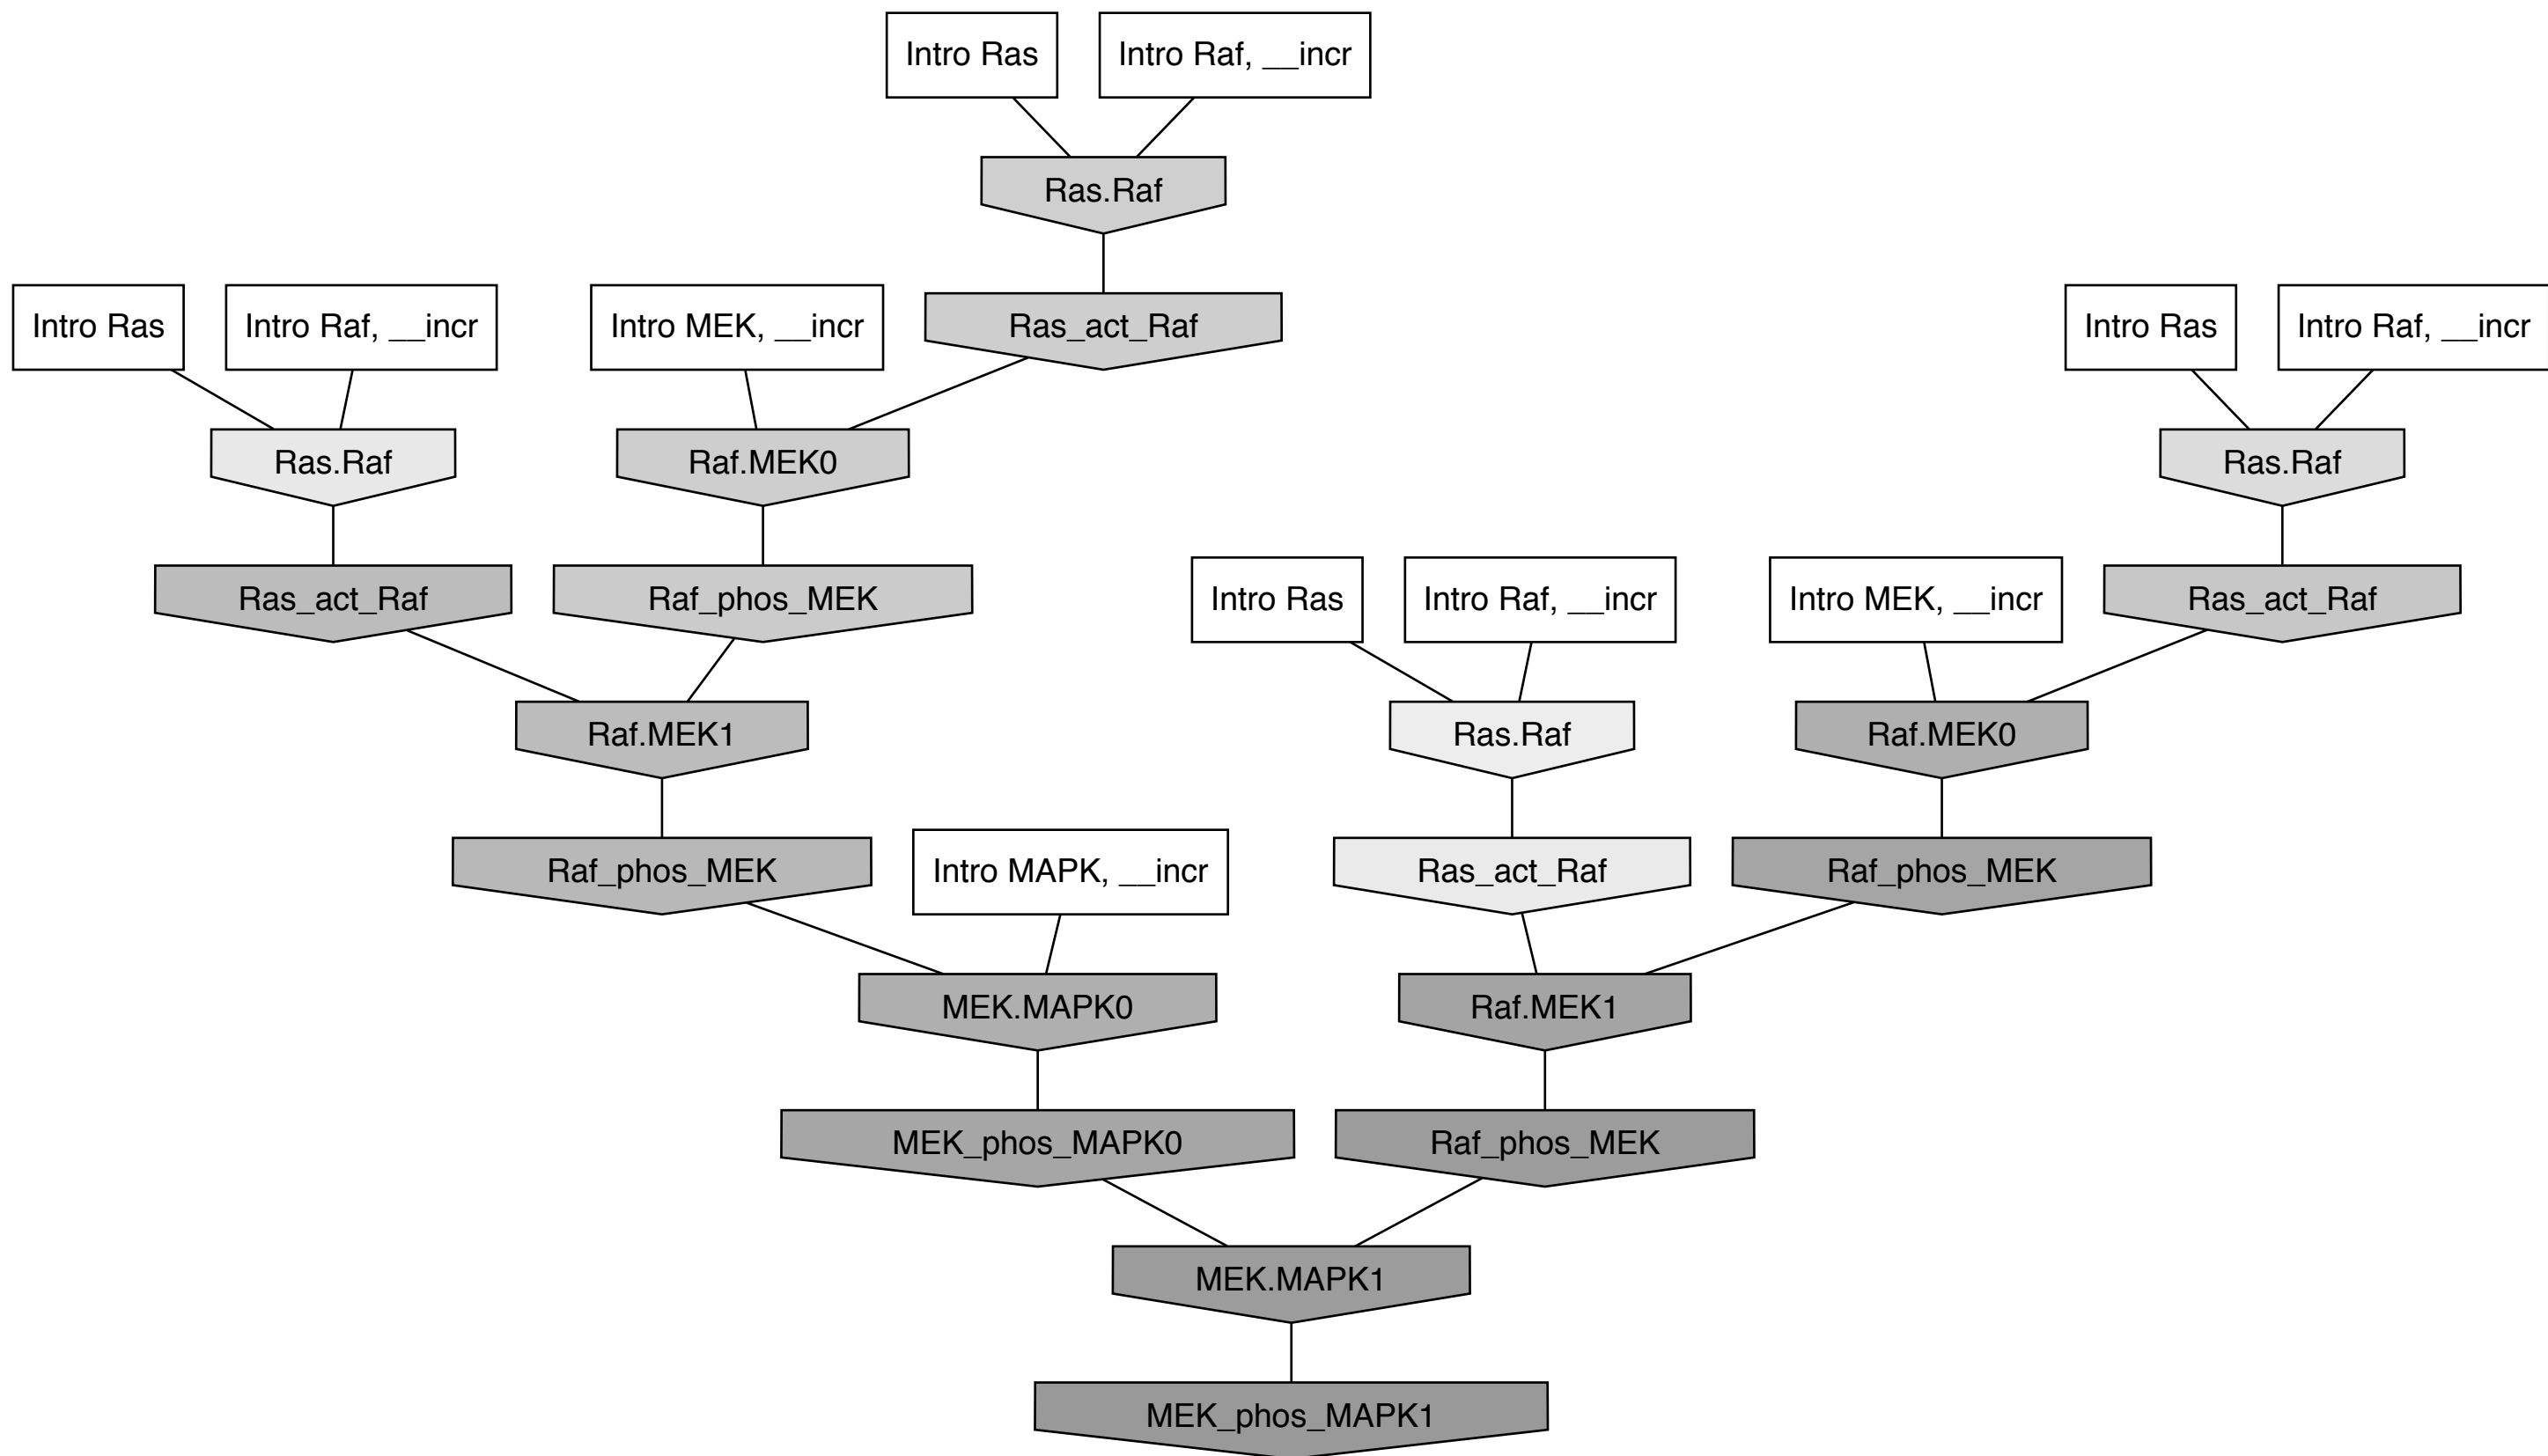 Intro Ras
Intro Raf, __incr
Ras.Raf
Intro Ras
Intro Raf, __incr
Intro MEK, __incr
Ras_act_Raf
Intro Ras
Intro Raf, __incr
Ras.Raf
Raf.MEK0
Ras.Raf
Ras_act_Raf
Raf_phos_MEK
Intro Ras
Intro Raf, __incr
Intro MEK, __incr
Ras_act_Raf
Raf.MEK1
Ras.Raf
Raf.MEK0
Raf_phos_MEK
Intro MAPK, __incr
Ras_act_Raf
Raf_phos_MEK
MEK.MAPK0
Raf.MEK1
MEK_phos_MAPK0
Raf_phos_MEK
MEK.MAPK1
MEK_phos_MAPK1